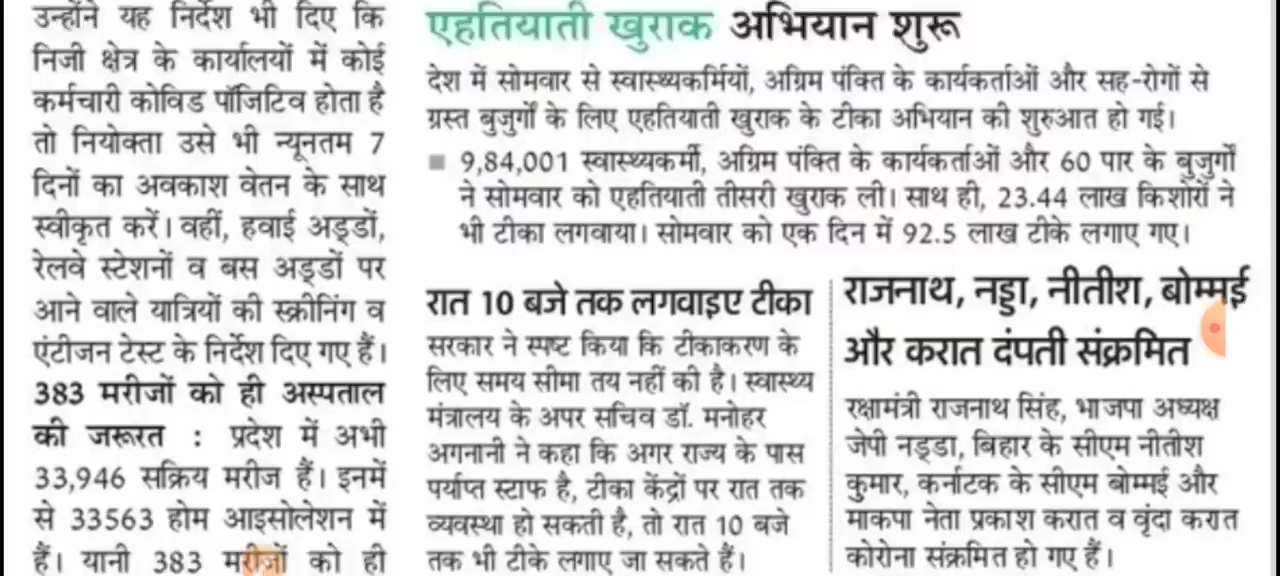 उन्होंने यह निर्देश भी दिए कि
निजी क्षेत्र के कार्यालयों में कोई
कर्मचारी कोविड पॉजिटिव होता है
तो नियोक्ता उसे भी न्यूनतम 7
दिनों का अवकाश वेतन के साथ
स्वीकृत करें। वहीं, हवाई अड्डों,
रेलवे स्टेशनों व बस अड्डों पर
आने वाले यात्रियों की स्क्रीनिंग व
एंटीजन टेस्ट के निर्देश दिए गए हैं।
383 मरीजों को ही अस्पताल
की जरूरत : प्रदेश में अभी
33,946 सक्रिय मरीज हैं। इनमें
से 33563 होम आइसोलेशन में
हैं। यानी 383 मरीजों को ही
एहतियाती खुराक अभियान शुरू
देश में सोमवार से स्वास्थ्यकर्मियों, अग्रिम पंक्ति के कार्यकर्ताओं और सह-रोगों से
ग्रस्त बुजुर्गों के लिए एहतियाती खुराक के टीका अभियान की शुरुआत हो गई।
■ 9,84,001 स्वास्थ्यकर्मी, अग्रिम पंक्ति के कार्यकर्ताओं और 60 पार के बुजुर्गों
ने सोमवार को एहतियाती तीसरी खुराक ली। साथ ही, 23.44 लाख किशोरों ने
भी टीका लगवाया। सोमवार को एक दिन में 92.5 लाख टीके लगाए गए।
रात 10 बजे तक लगवाइए टीका
सरकार ने स्पष्ट किया कि टीकाकरण के
लिए समय सीमा तय नहीं की है। स्वास्थ्य
मंत्रालय के अपर सचिव डॉ. मनोहर
अगनानी ने कहा कि अगर राज्य के पास
पर्याप्त स्टाफ है, टीका केंद्रों पर रात तक
व्यवस्था हो सकती है, तो रात 10 बजे
तक भी टीके लगाए जा सकते हैं।
राजनाथ, नड्डा, नीतीश, बोम्मई
और करात दंपती संक्रमित
रक्षामंत्री राजनाथ सिंह, भाजपा अध्यक्ष
जेपी नड्डा, बिहार के सीएम नीतीश
कुमार, कर्नाटक के सीएम बोम्मई और
माकपा नेता प्रकाश करात व वृंदा करात
कोरोना संक्रमित हो गए हैं।